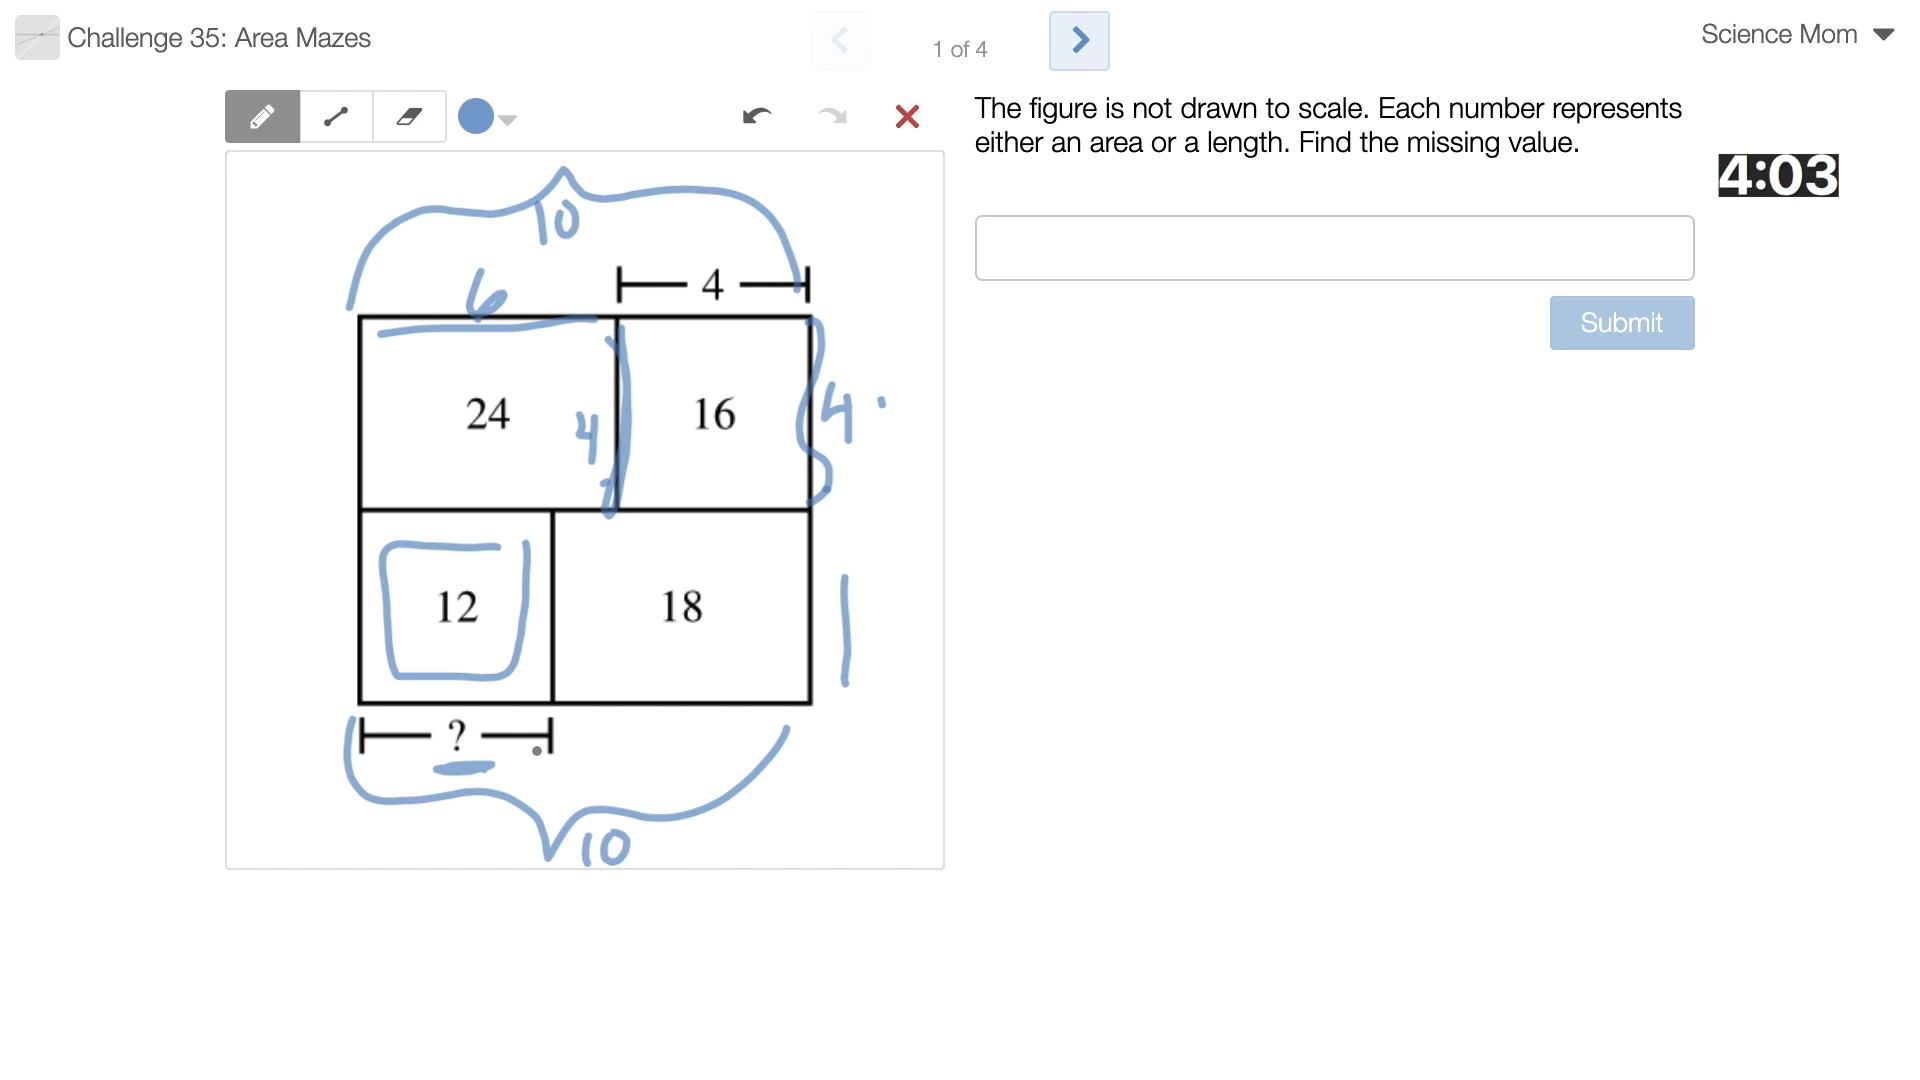 Challenge 35: Area Mazes
1 of 4
Science Mom
The figure is not drawn to scale. Each number represents
either an area or a length. Find the missing value.
4:03
Submit
10
6
4
24
4
16
4
12
18
?
10